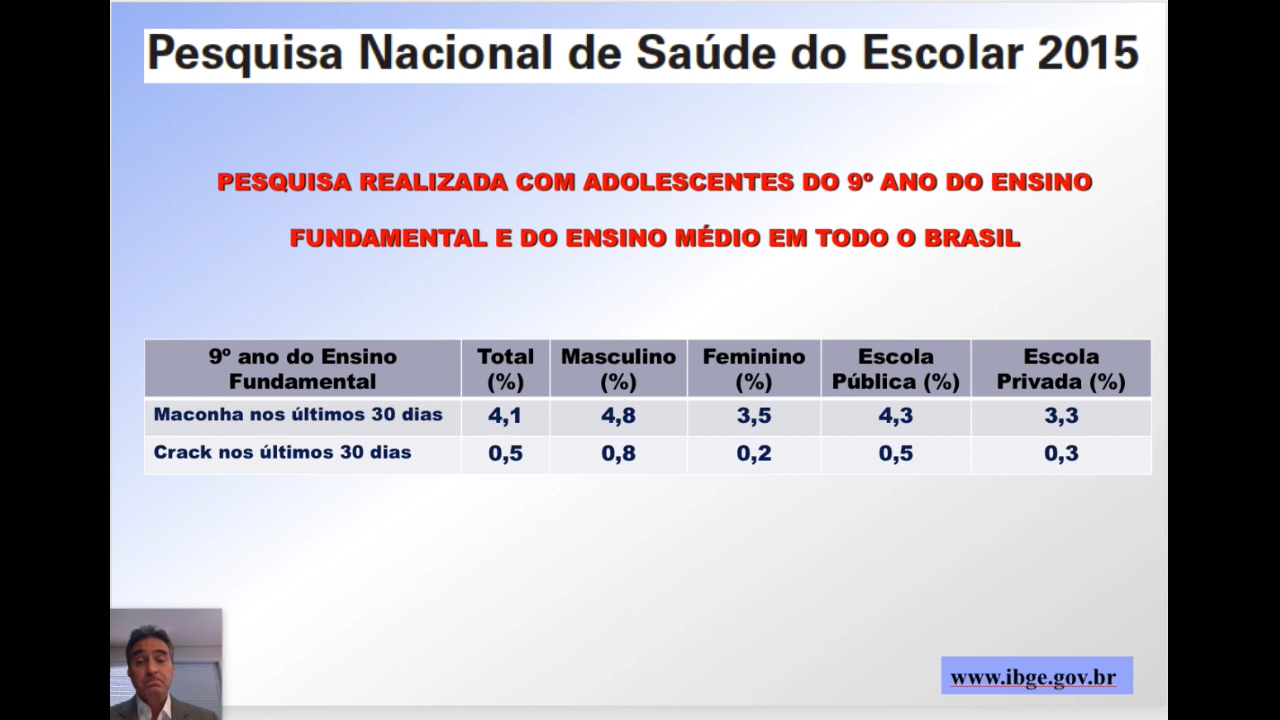 Pesquisa Nacional de Saúde do Escolar 2015
PESQUISA REALIZADA COM ADOLESCENTES DO 9º ANO DO ENSINO
FUNDAMENTAL E DO ENSINO MÉDIO EM TODO O BRASIL
9º ano do Ensino Fundamental Total (%) Masculino (%) Feminino (%) Escola Pública (%) Escola Privada (%)
Maconha nos últimos 30 dias 4,1 4,8 3,5 4,3 3,3
Crack nos últimos 30 dias 0,5 0,8 0,2 0,5 0,3
www.ibge.gov.br